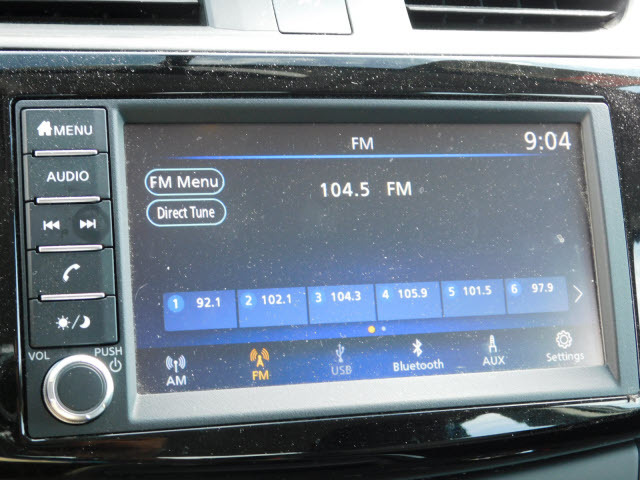 MENU
AUDIO
VOL
PUSH
FM
9:04
FM Menu
104.5 FM
Direct Tune
1 92.1 2 102.1 3 104.3 4 105.9 5 101.5 6 97.9
AM FM USB Bluetooth AUX Settings